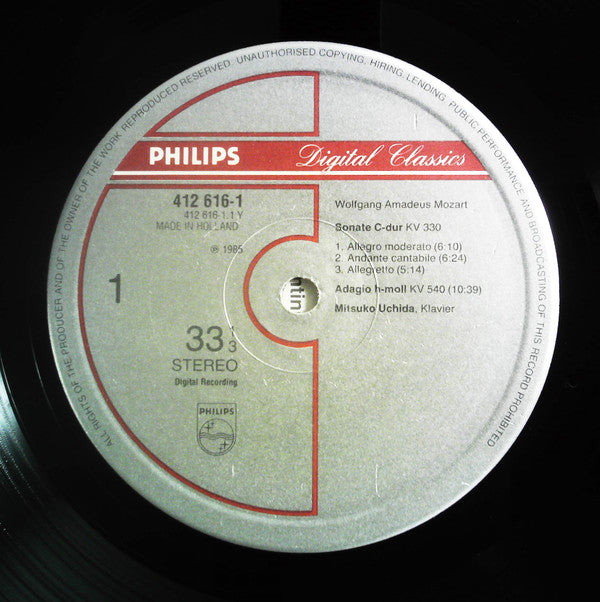 ALL RIGHTS OF THE PRODUCER AND OF THE OWNER OF THE WORK REPRODUCED RESERVED. UNAUTHORISED COPYING, HIRING, LENDING, PUBLIC PERFORMANCE AND BROADCASTING OF THIS RECORD PROHIBITED
PHILIPS Digital Classics
412 616-1
412 616-1.1 Y
MADE IN HOLLAND
℗ 1985
1
33 1/3
STEREO
Digital Recording
PHILIPS
Wolfgang Amadeus Mozart
Sonate C-dur KV 330
1. Allegro moderato (6:10)
2. Andante cantabile (6:24)
3. Allegretto (5:14)
Adagio h-moll KV 540 (10:39)
Mitsuko Uchida, Klavier
ntin